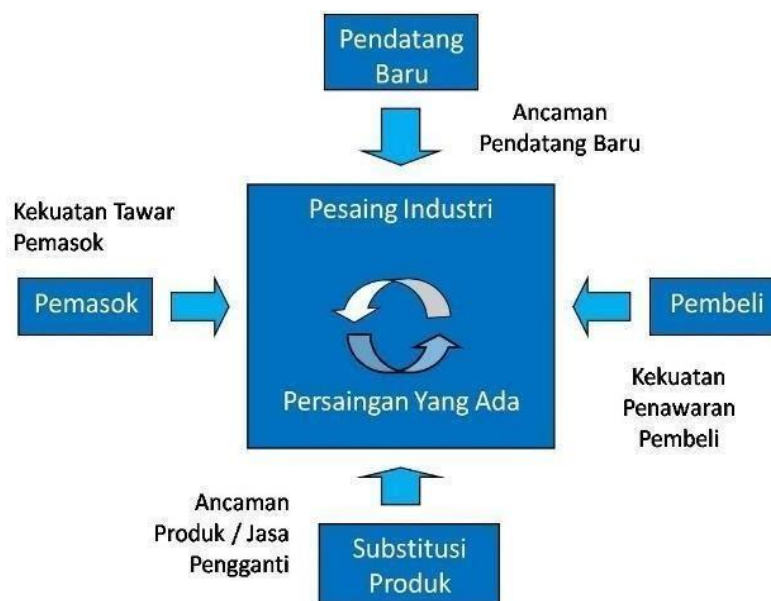 Pendatang
Baru
Ancaman
Pendatang Baru
Kekuatan Tawar
Pemasok
Pemasok
Pesaing Industri
Persaingan Yang Ada
Pembeli
Kekuatan
Penawaran
Pembeli
Ancaman
Produk / Jasa
Pengganti
Substitusi
Produk